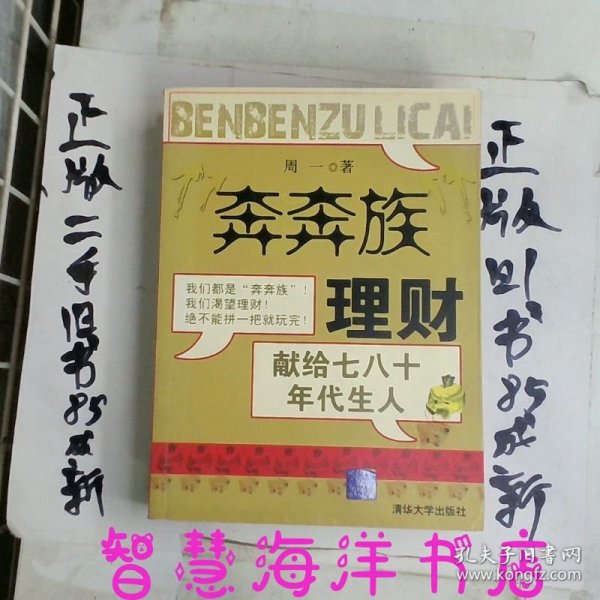 BENBENZU LICAI
周一◎著
奔奔族
理财
我们都是“奔奔族”！
我们渴望理财！
绝不能拼一把就玩完！
献给七八十
年代生人
清华大学出版社
正版二手旧书85成新
正版旧书85成新
智慧海洋书店
孔夫子旧书网
www.kongfz.com